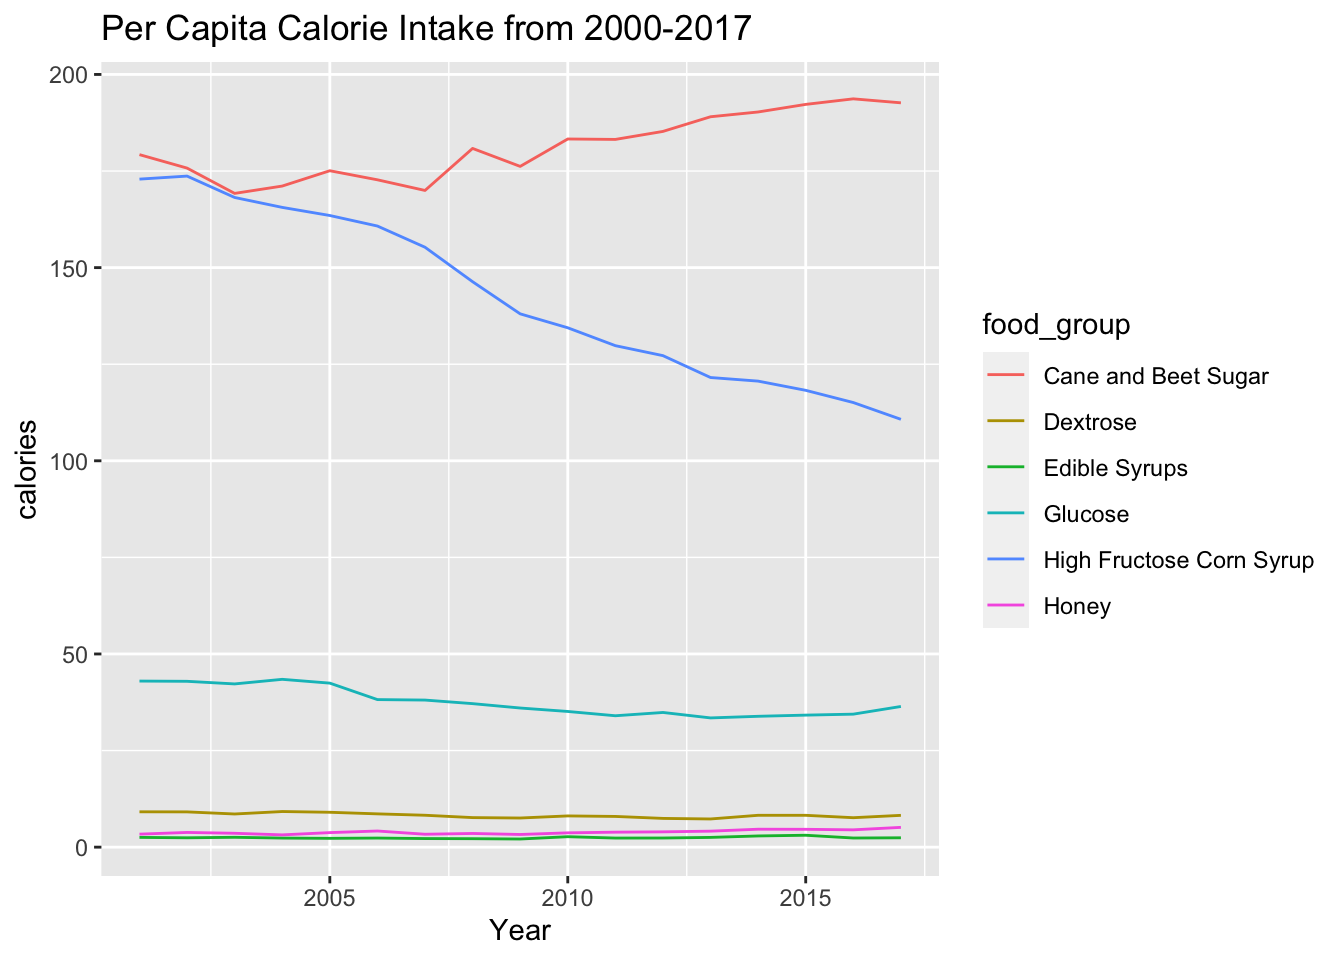 Per Capita Calorie Intake from 2000-2017
200
150
100
50
0
calories
2005
2010
2015
Year
food_group
Cane and Beet Sugar
Dextrose
Edible Syrups
Glucose
High Fructose Corn Syrup
Honey